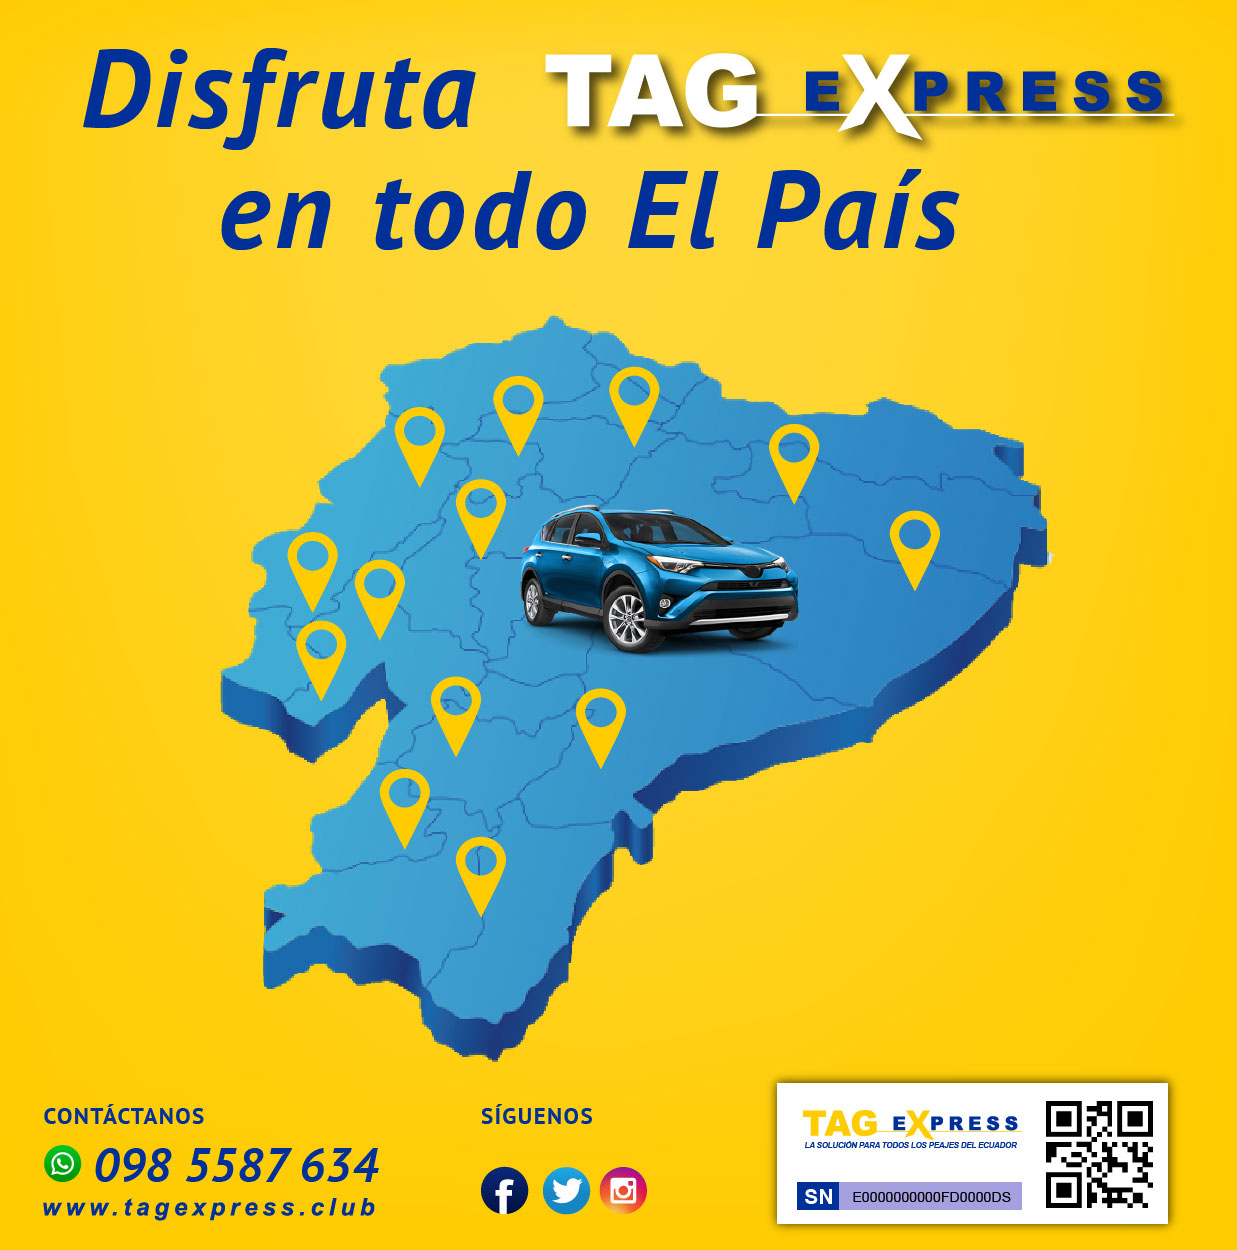 Disfruta TAG EXPRESS
en todo El País
CONTÁCTANOS
098 5587 634
www.tagexpress.club
SÍGUENOS
TAG EXPRESS
LA SOLUCIÓN PARA TODOS LOS PEAJES DEL ECUADOR
SN E0000000000FD0000DS